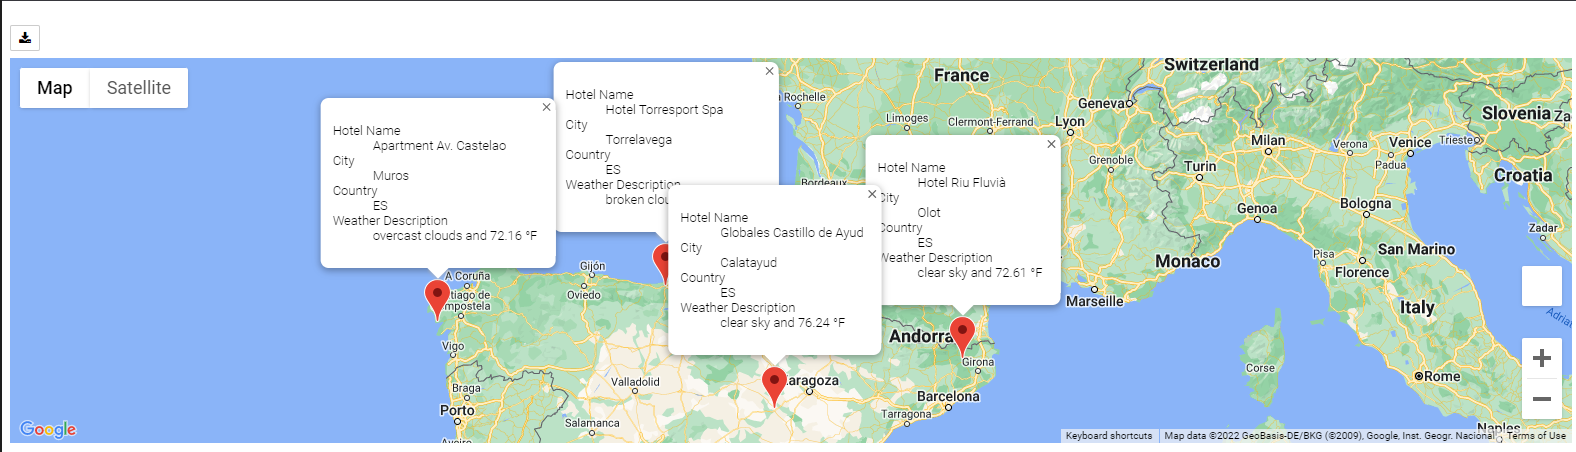 Map
Satellite
Hotel Name
Apartment Av. Castelao
City
Muros
Country
ES
Weather Description
overcast clouds and 72.16 °F
Hotel Name
Hotel Torresport Spa
City
Torrelavega
Country
ES
Weather Description
broken
Hotel Name
Globales Castillo de Ayud
City
Calatayud
Country
ES
Weather Description
clear sky and 76.24 °F
Hotel Name
Hotel Riu Fluvià
City
Olot
Country
ES
Weather Description
clear sky and 72.61 °F
Switzerland
France
Rochelle
Geneva
Limoges
Clermont-Ferrand
Lyon
Slovenia
Milan
Verona
Venice
Trieste
Grenoble
Turin
Padua
Bordeaux
Croatia
Bologna
Genoa
Zadar
San Marino
Pisa
Monaco
Florence
A Coruña
Gijón
Oviedo
Marseille
Italy
Vigo
Andorra
Girona
Corse
Rome
Valladolid
Zaragoza
Braga
Barcelona
Porto
Tarragona
Salamanca
Naples
Google
Keyboard shortcuts
Map data ©2022 GeoBasis-DE/BKG (©2009), Google, Inst. Geogr. Nacional
Terms of Use